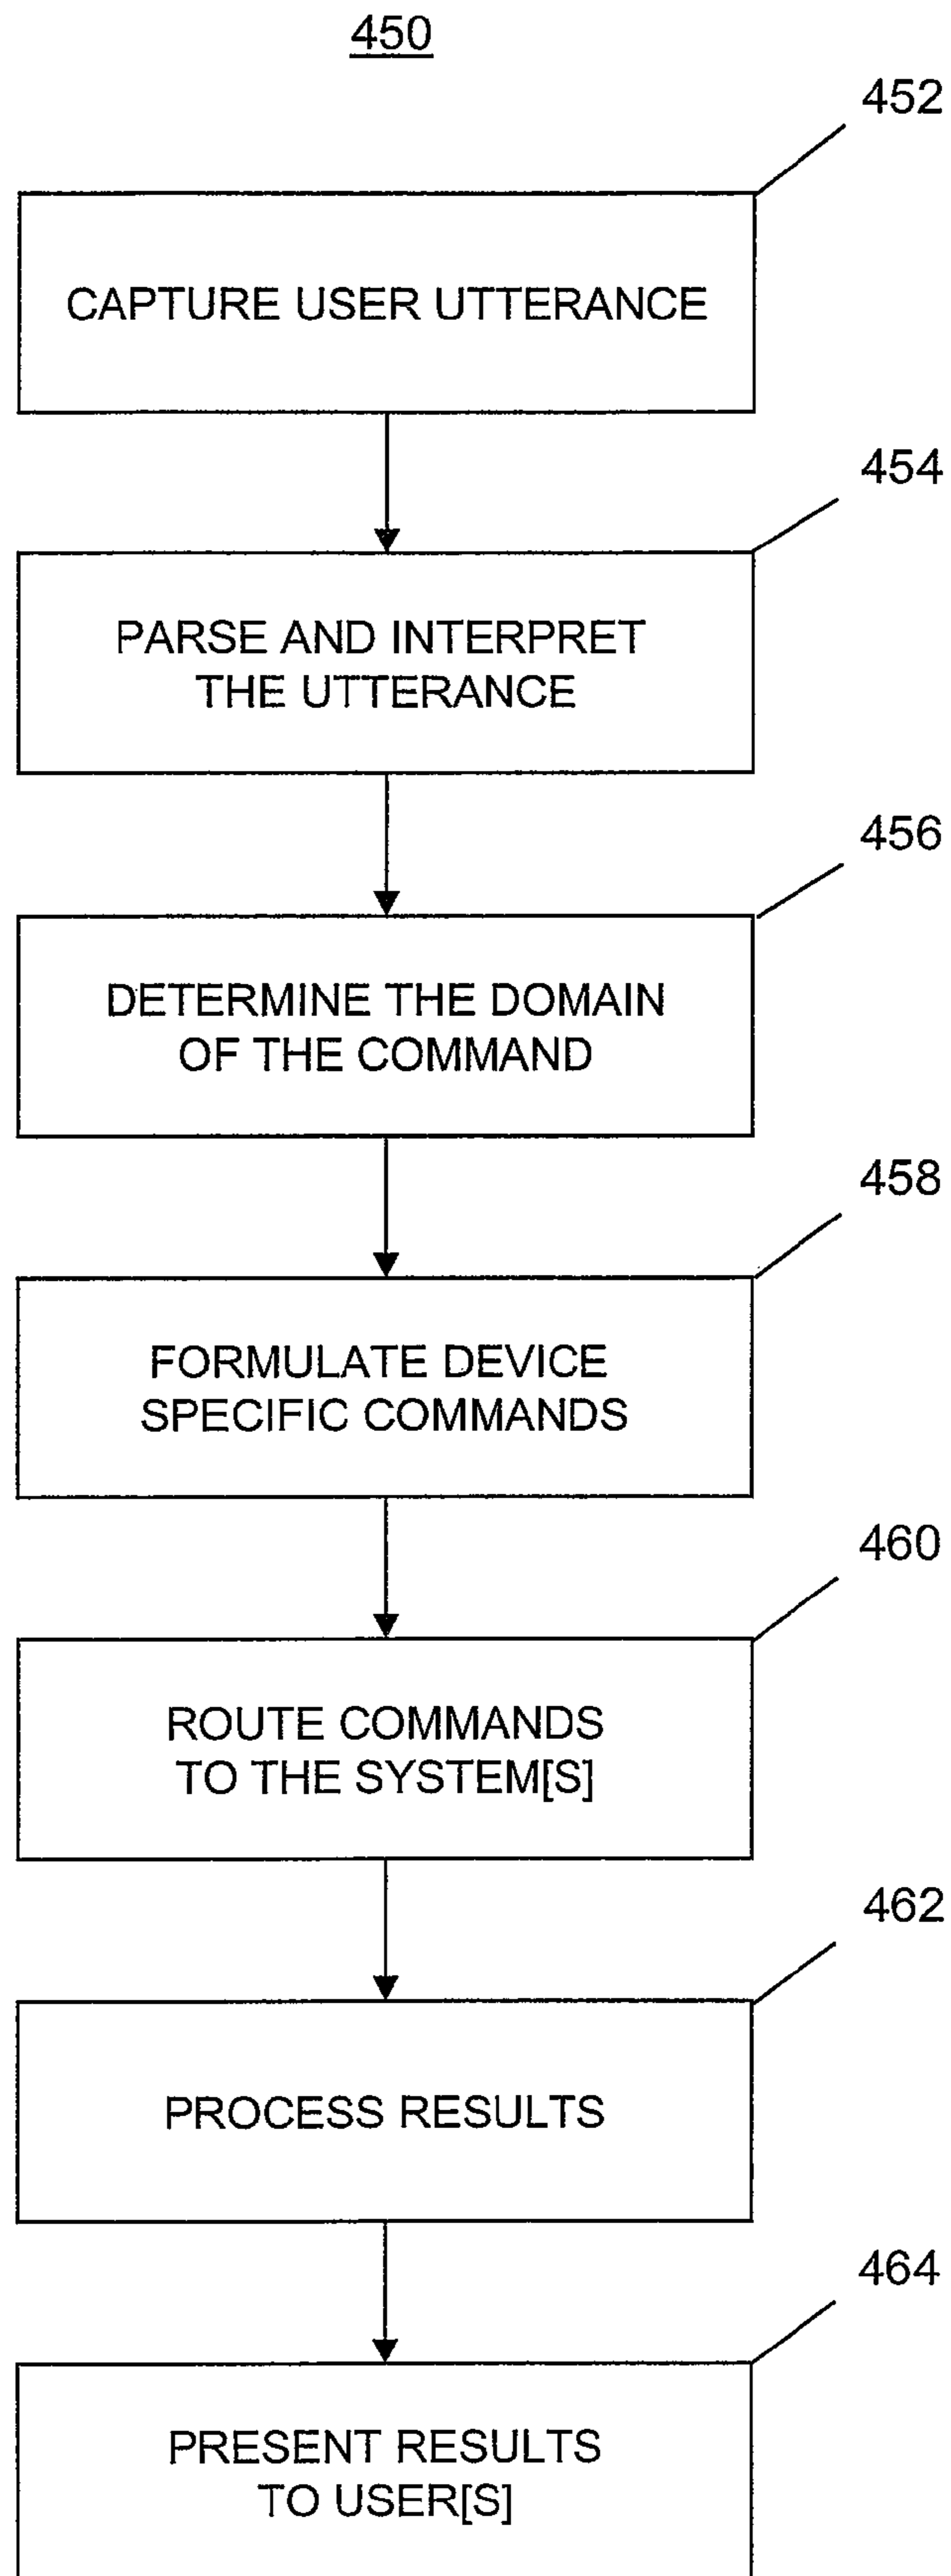 450
452
CAPTURE USER UTTERANCE
454
PARSE AND INTERPRET
THE UTTERANCE
456
DETERMINE THE DOMAIN
OF THE COMMAND
458
FORMULATE DEVICE
SPECIFIC COMMANDS
460
ROUTE COMMANDS
TO THE SYSTEM[S]
462
PROCESS RESULTS
464
PRESENT RESULTS
TO USER[S]